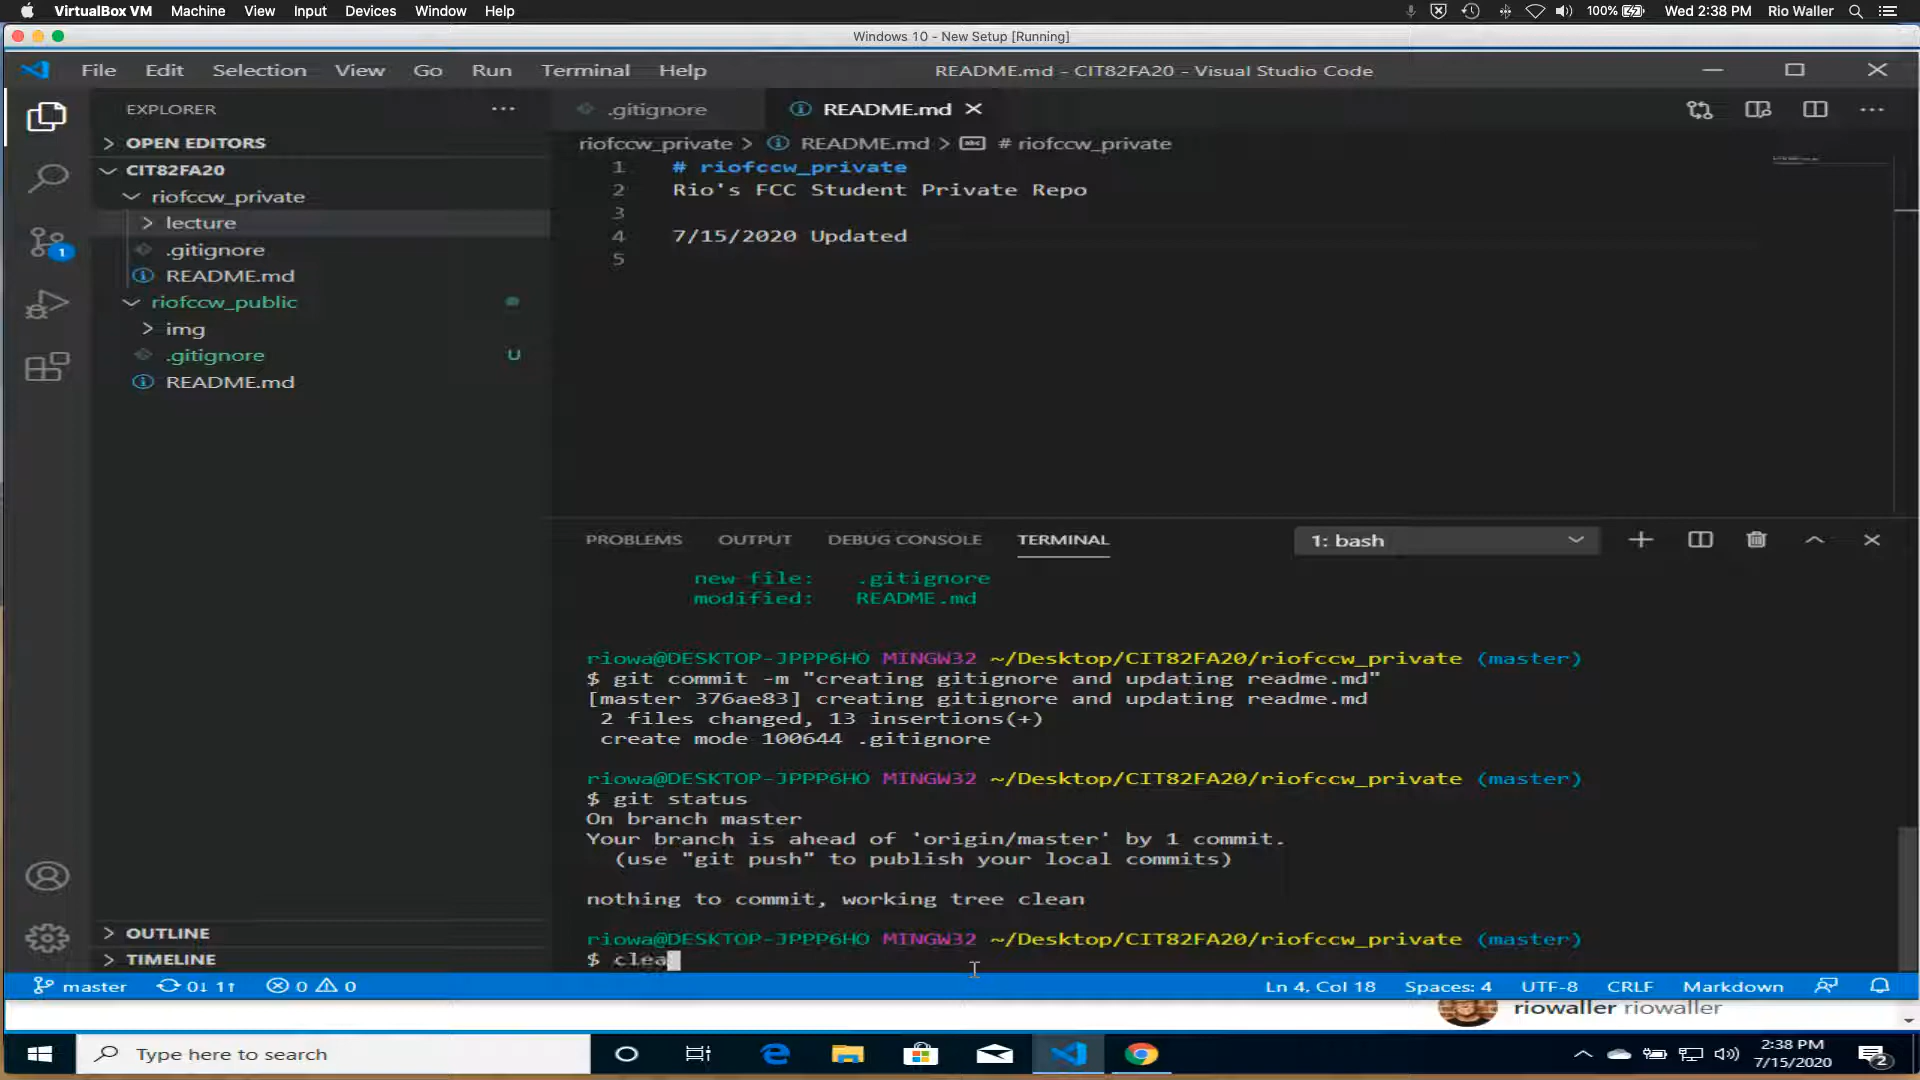 VirtualBox VM Machine View Input Devices Window Help 100% Wed 2:38 PM Rio Waller
Windows 10 - New Setup [Running]
File Edit Selection View Go Run Terminal Help README.md - CIT82FA20 - Visual Studio Code
EXPLORER
OPEN EDITORS
CIT82FA20
riofccw_private
lecture
.gitignore
README.md
riofccw_public
img
.gitignore U
README.md
OUTLINE
TIMELINE
1
.gitignore README.md
riofccw_private > README.md > # riofccw_private
1 # riofccw_private
2 Rio's FCC Student Private Repo
3
4 7/15/2020 Updated
5
PROBLEMS OUTPUT DEBUG CONSOLE TERMINAL 1: bash
new file: .gitignore
modified: README.md
riowa@DESKTOP-JPPP6HO MINGW32 ~/Desktop/CIT82FA20/riofccw_private (master)
$ git commit -m "creating gitignore and updating readme.md"
[master 376ae83] creating gitignore and updating readme.md
2 files changed, 13 insertions(+)
create mode 100644 .gitignore
riowa@DESKTOP-JPPP6HO MINGW32 ~/Desktop/CIT82FA20/riofccw_private (master)
$ git status
On branch master
Your branch is ahead of 'origin/master' by 1 commit.
(use "git push" to publish your local commits)
nothing to commit, working tree clean
riowa@DESKTOP-JPPP6HO MINGW32 ~/Desktop/CIT82FA20/riofccw_private (master)
$ clea
master 0↓ 1↑ 0 0 Ln 4, Col 18 Spaces: 4 UTF-8 CRLF Markdown
riowaller riowaller
Type here to search
2:38 PM
7/15/2020
2